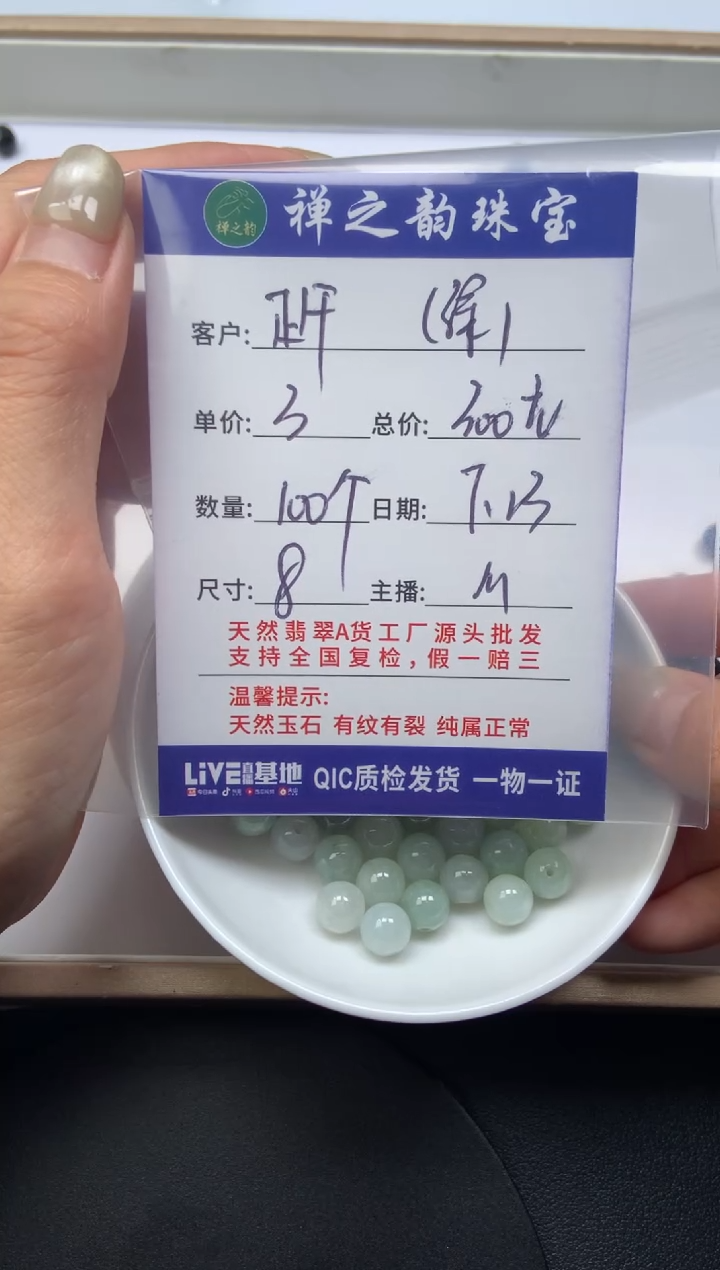 禅之韵
禅之韵珠宝
客户:
单价: 3 总价: 300元
数量: 100个 日期: 7.13
尺寸: 8 主播: M
天然翡翠A货工厂源头批发
支持全国复检,假一赔三
温馨提示:
天然玉石 有纹有裂 纯属正常
LiVE直播基地 QIC质检发货 一物一证